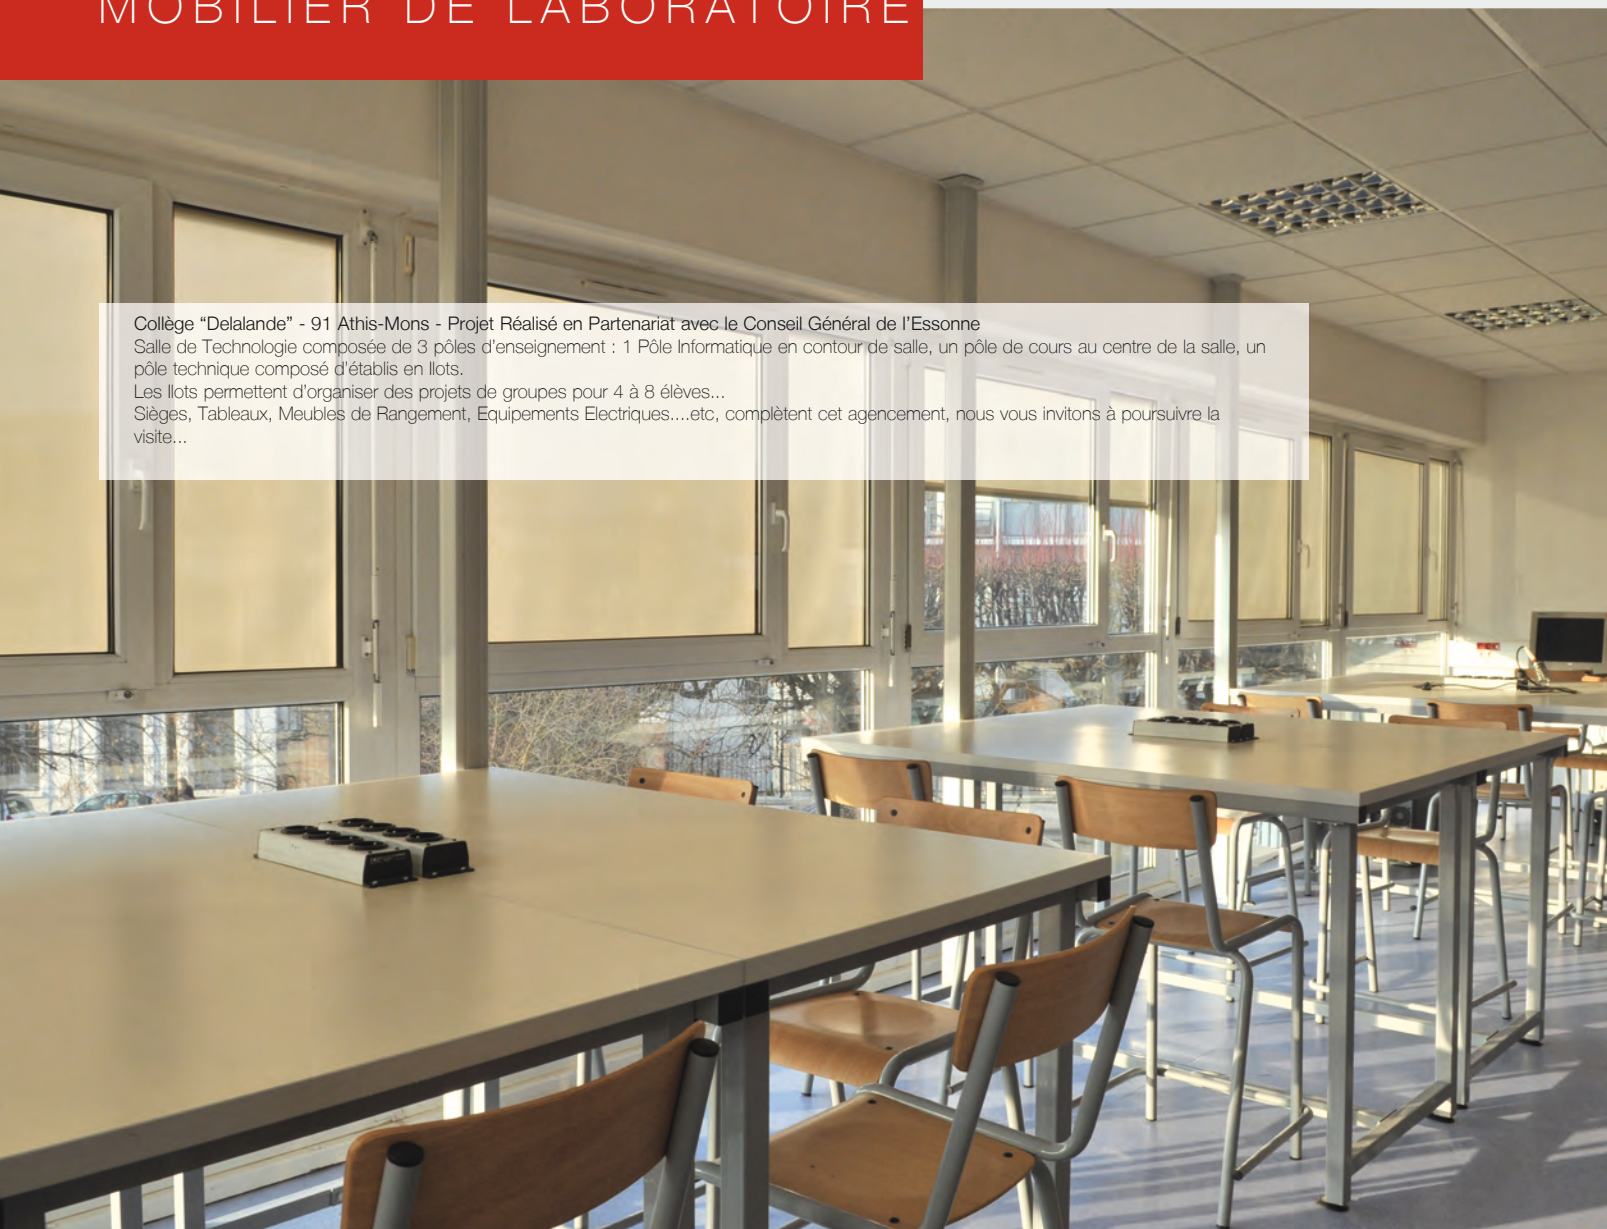 MOBILIER DE LABORATOIRE
Collège “Delalande” - 91 Athis-Mons - Projet Réalisé en Partenariat avec le Conseil Général de l’Essonne
Salle de Technologie composée de 3 pôles d’enseignement : 1 Pôle Informatique en contour de salle, un pôle de cours au centre de la salle, un
pôle technique composé d’établis en Ilots.
Les Ilots permettent d’organiser des projets de groupes pour 4 à 8 élèves...
Sièges, Tableaux, Meubles de Rangement, Equipements Electriques....etc, complètent cet agencement, nous vous invitons à poursuivre la
visite...